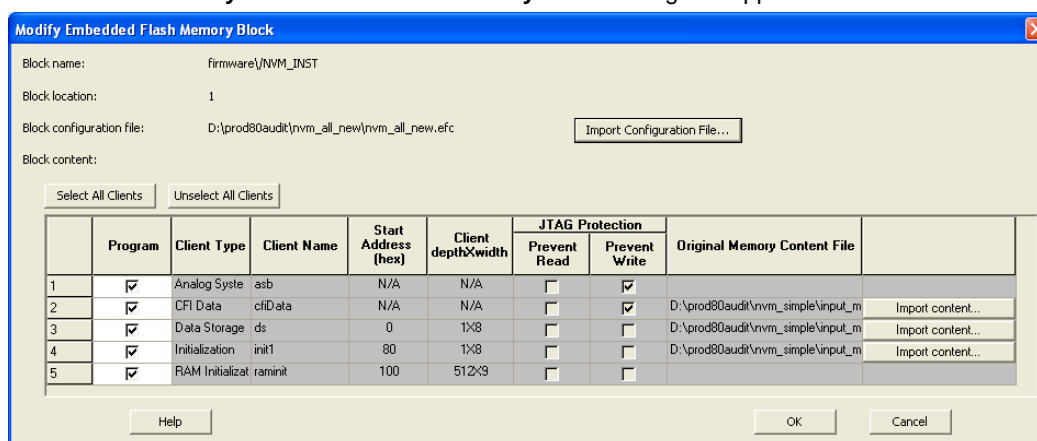 Modify Embedded Flash Memory Block
Block name: firmware\/NVM_INST
Block location: 1
Block configuration file: D:\prod80audit\nvm_all_new\nvm_all_new.efc Import Configuration File...
Block content:
Select All Clients Unselect All Clients
Program Client Type Client Name Start Address (hex) Client depthXwidth JTAG Protection Prevent Read Prevent Write Original Memory Content File
1 Analog Syste asb N/A N/A
2 CFI Data cfiData N/A N/A D:\prod80audit\nvm_simple\input_m Import content...
3 Data Storage ds 0 1X8 D:\prod80audit\nvm_simple\input_m Import content...
4 Initialization init1 80 1X8 D:\prod80audit\nvm_simple\input_m Import content...
5 RAM Initializat raminit 100 512X9
Help OK Cancel